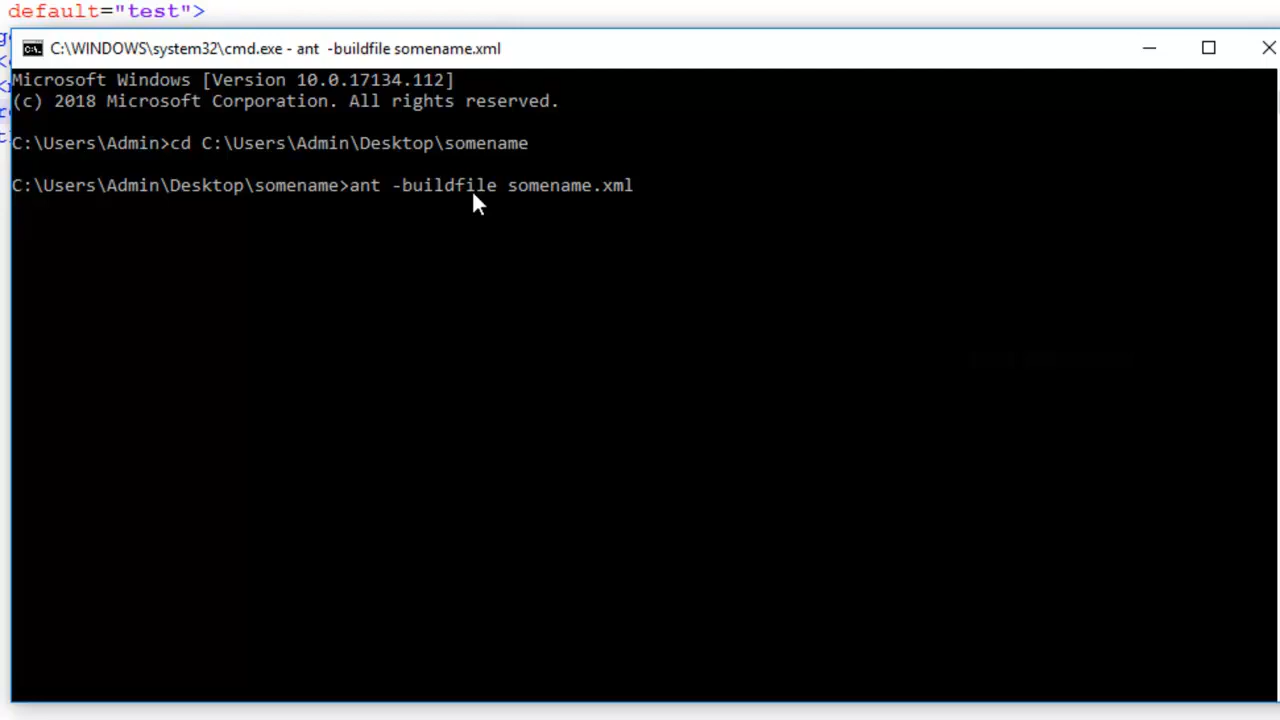 default="test">
C:\WINDOWS\system32\cmd.exe - ant  -buildfile somename.xml
Microsoft Windows [Version 10.0.17134.112]
(c) 2018 Microsoft Corporation. All rights reserved.
C:\Users\Admin>cd C:\Users\Admin\Desktop\somename
C:\Users\Admin\Desktop\somename>ant -buildfile somename.xml